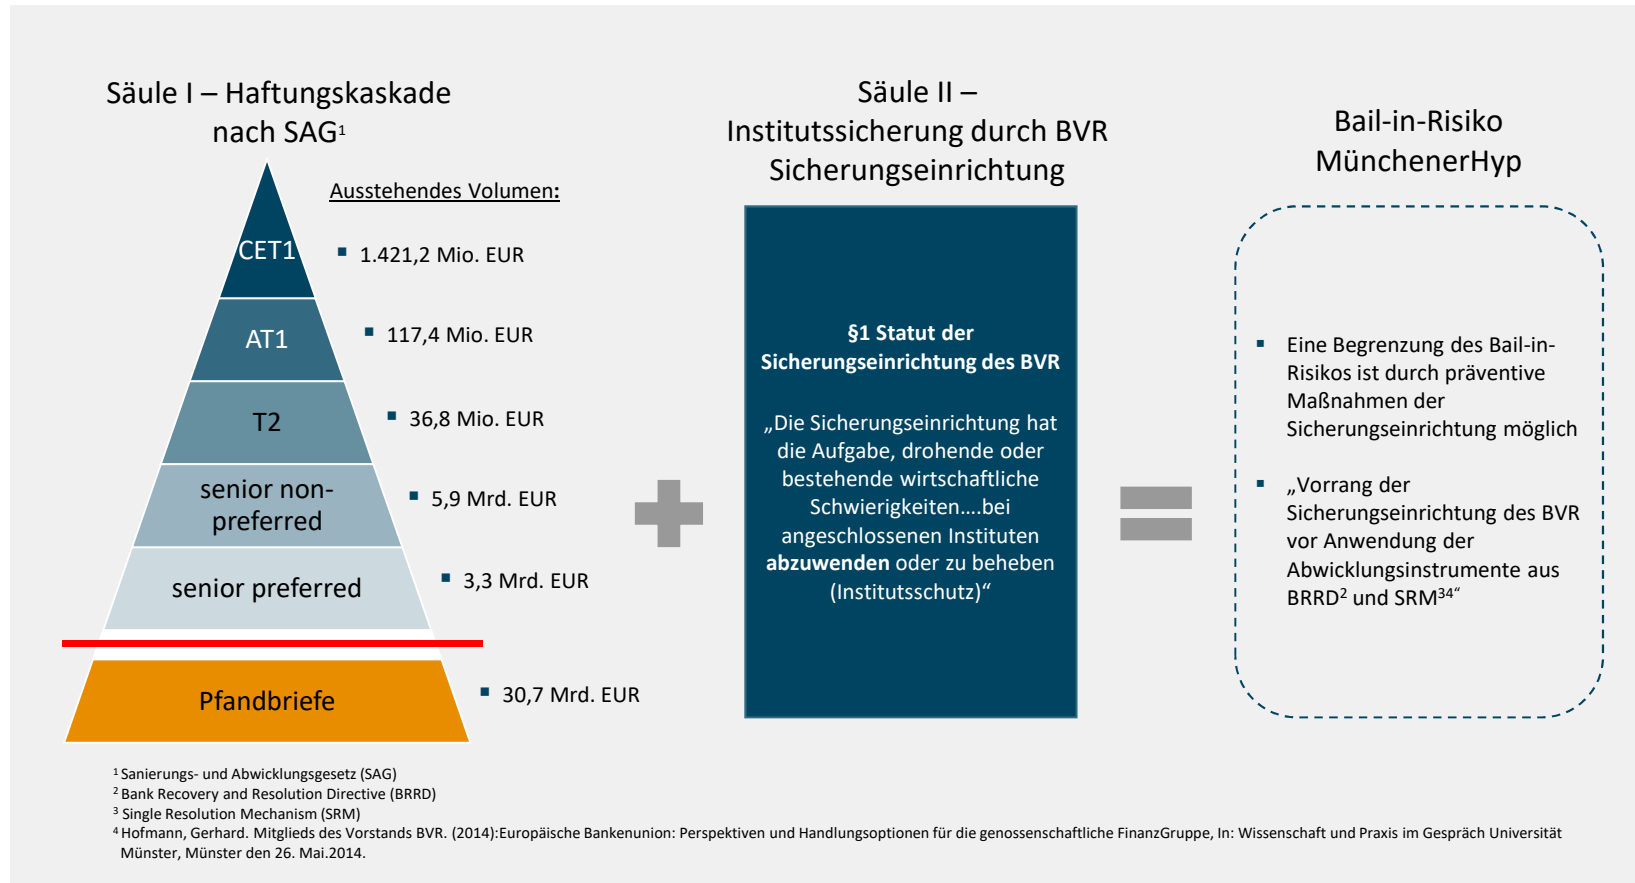 Säule I – Haftungskaskade
nach SAG¹
Ausstehendes Volumen:
CET1
▪ 1.421,2 Mio. EUR
AT1
▪ 117,4 Mio. EUR
T2
▪ 36,8 Mio. EUR
senior non-
preferred
▪ 5,9 Mrd. EUR
senior preferred
▪ 3,3 Mrd. EUR
Pfandbriefe
▪ 30,7 Mrd. EUR
Säule II –
Institutssicherung durch BVR
Sicherungseinrichtung
§1 Statut der
Sicherungseinrichtung des BVR
„Die Sicherungseinrichtung hat
die Aufgabe, drohende oder
bestehende wirtschaftliche
Schwierigkeiten….bei
angeschlossenen Instituten
abzuwenden oder zu beheben
(Institutsschutz)“
Bail-in-Risiko
MünchenerHyp
▪ Eine Begrenzung des Bail-in-
Risikos ist durch präventive
Maßnahmen der
Sicherungseinrichtung möglich
▪ „Vorrang der
Sicherungseinrichtung des BVR
vor Anwendung der
Abwicklungsinstrumente aus
BRRD² und SRM³⁴“
¹ Sanierungs- und Abwicklungsgesetz (SAG)
² Bank Recovery and Resolution Directive (BRRD)
³ Single Resolution Mechanism (SRM)
⁴ Hofmann, Gerhard. Mitglieds des Vorstands BVR. (2014):Europäische Bankenunion: Perspektiven und Handlungsoptionen für die genossenschaftliche FinanzGruppe, In: Wissenschaft und Praxis im Gespräch Universität
Münster, Münster den 26. Mai.2014.